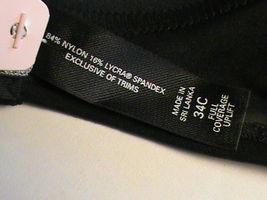 84% NYLON 16% LYCRA® SPANDEX
EXCLUSIVE OF TRIMS
MADE IN
SRI LANKA
34C
FULL
COVERAGE
UPLIFT